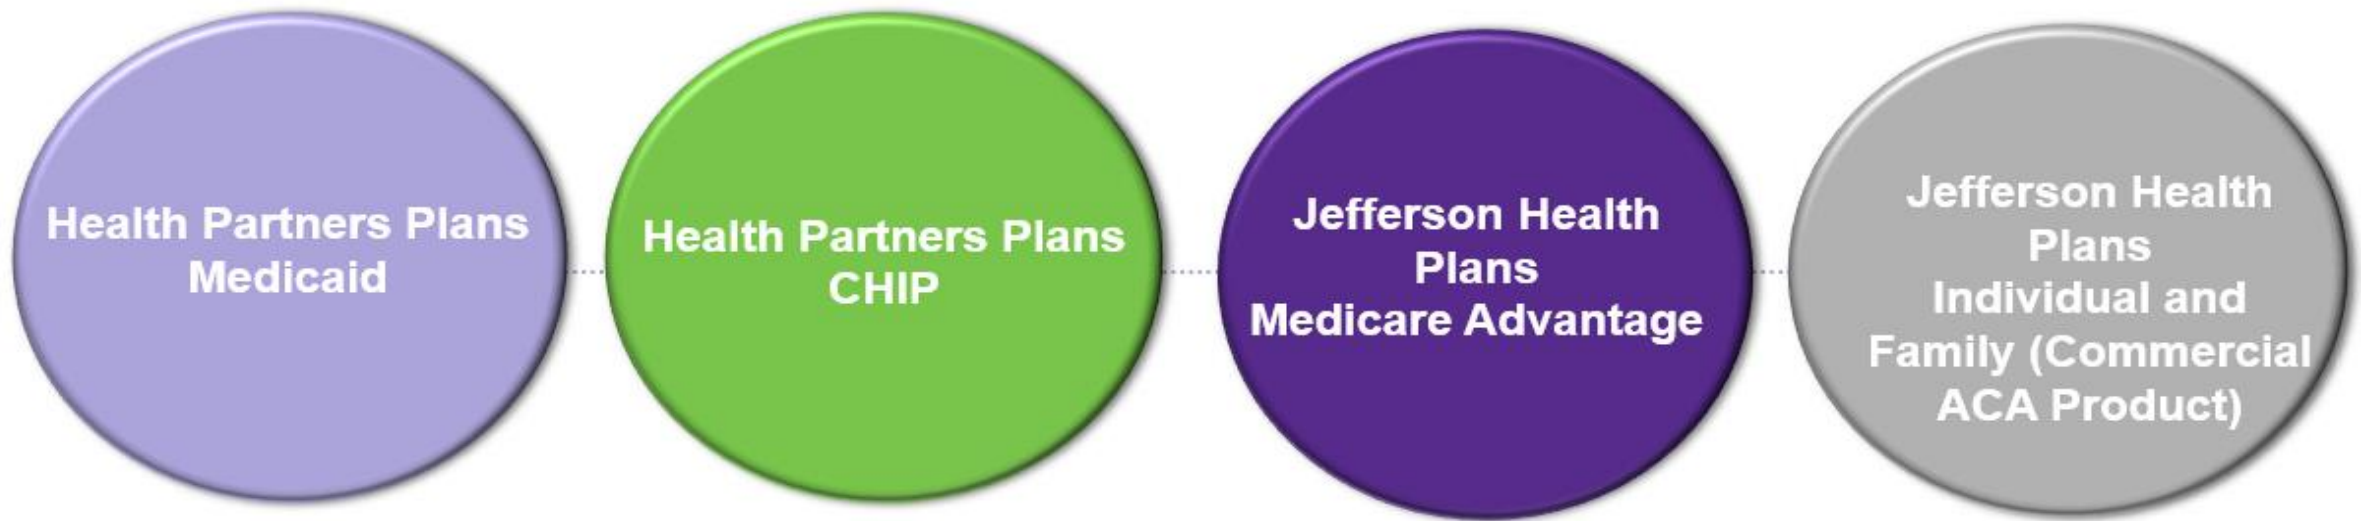 Health Partners Plans
Medicaid
Health Partners Plans
CHIP
Jefferson Health
Plans
Medicare Advantage
Jefferson Health
Plans
Individual and
Family (Commercial
ACA Product)